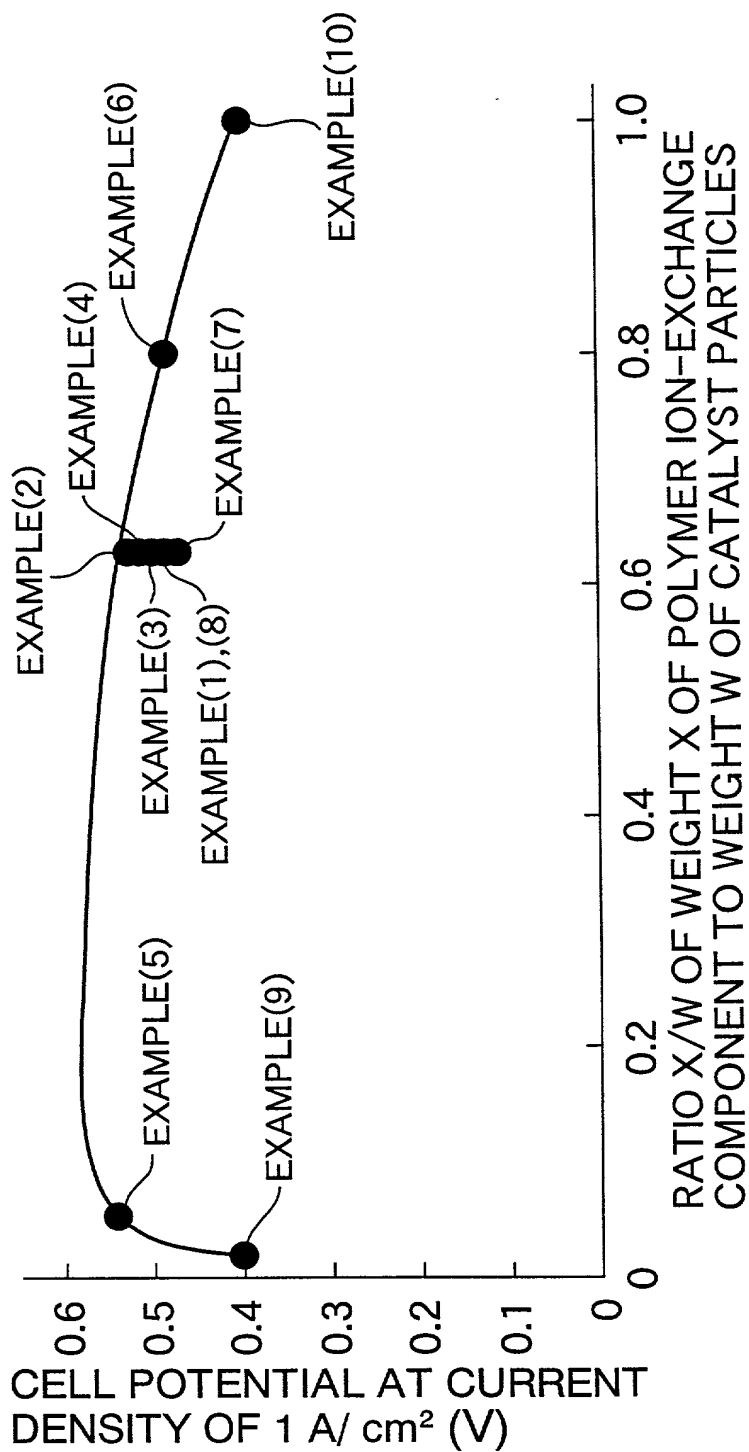 CELL POTENTIAL AT CURRENT
DENSITY OF 1 A/ cm² (V)
0.6
0.5
0.4
0.3
0.2
0.1
0
EXAMPLE(5)
EXAMPLE(9)
EXAMPLE(2)
EXAMPLE(4)
EXAMPLE(3)
EXAMPLE(1),(8)
EXAMPLE(7)
EXAMPLE(6)
EXAMPLE(10)
0
0.2
0.4
0.6
0.8
1.0
RATIO X/W OF WEIGHT X OF POLYMER ION-EXCHANGE
COMPONENT TO WEIGHT W OF CATALYST PARTICLES